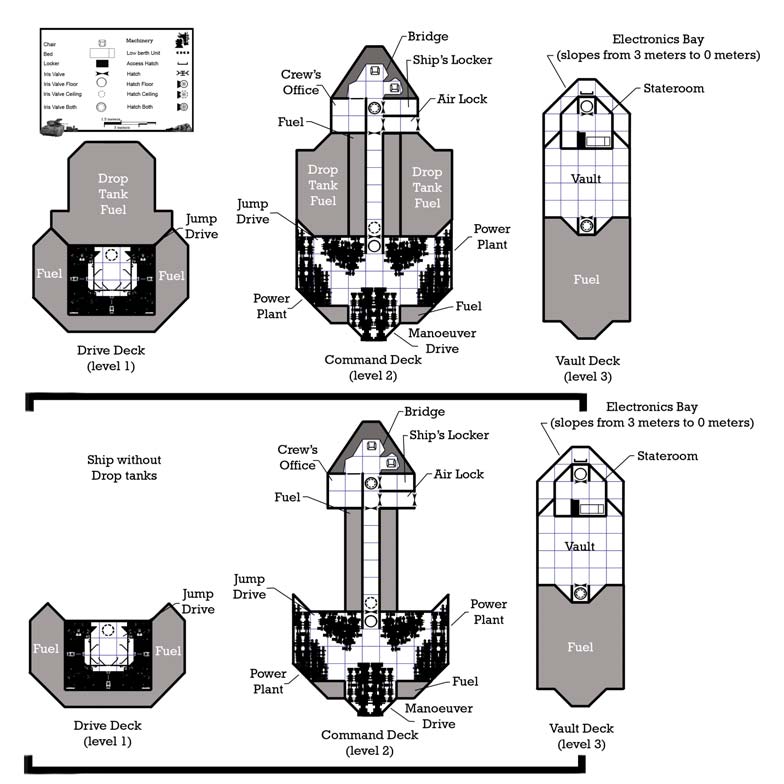 Chair
Bed
Locker
Iris Valve
Iris Valve Floor
Iris Valve Ceiling
Iris Valve Both
Machinery
Low berth Unit
Access Hatch
Hatch
Hatch Floor
Hatch Ceiling
Hatch Both
1.5 meters
3 meters
Drop
Tank
Fuel
Jump
Drive
Fuel
Fuel
Drive Deck
(level 1)
Bridge
Ship's Locker
Crew's
Office
Air Lock
Fuel
Drop
Tank
Fuel
Drop
Tank
Fuel
Jump
Drive
Power
Plant
Power
Plant
Fuel
Manoeuver
Drive
Command Deck
(level 2)
Electronics Bay
(slopes from 3 meters to 0 meters)
Stateroom
Vault
Fuel
Vault Deck
(level 3)
Ship without
Drop tanks
Jump
Drive
Fuel
Fuel
Drive Deck
(level 1)
Bridge
Ship's Locker
Crew's
Office
Air Lock
Fuel
Jump
Drive
Power
Plant
Power
Plant
Fuel
Manoeuver
Drive
Command Deck
(level 2)
Electronics Bay
(slopes from 3 meters to 0 meters)
Stateroom
Vault
Fuel
Vault Deck
(level 3)